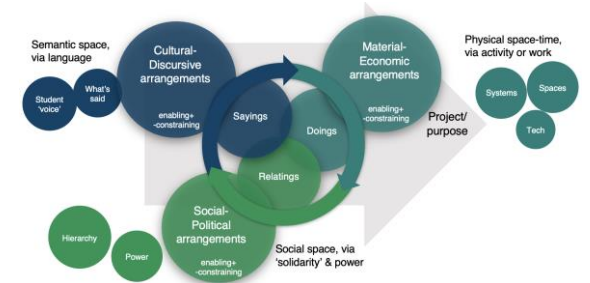 Semantic space,
via language
Student
'voice'
What's
said
Cultural-
Discursive
arrangements
enabling+
-constraining
Sayings
Doings
Relatings
Material-
Economic
arrangements
enabling+
-constraining
Project/
purpose
Physical space-time,
via activity or work
Systems
Spaces
Tech
Social-
Political
arrangements
enabling+
-constraining
Hierarchy
Power
Social space, via
'solidarity' & power